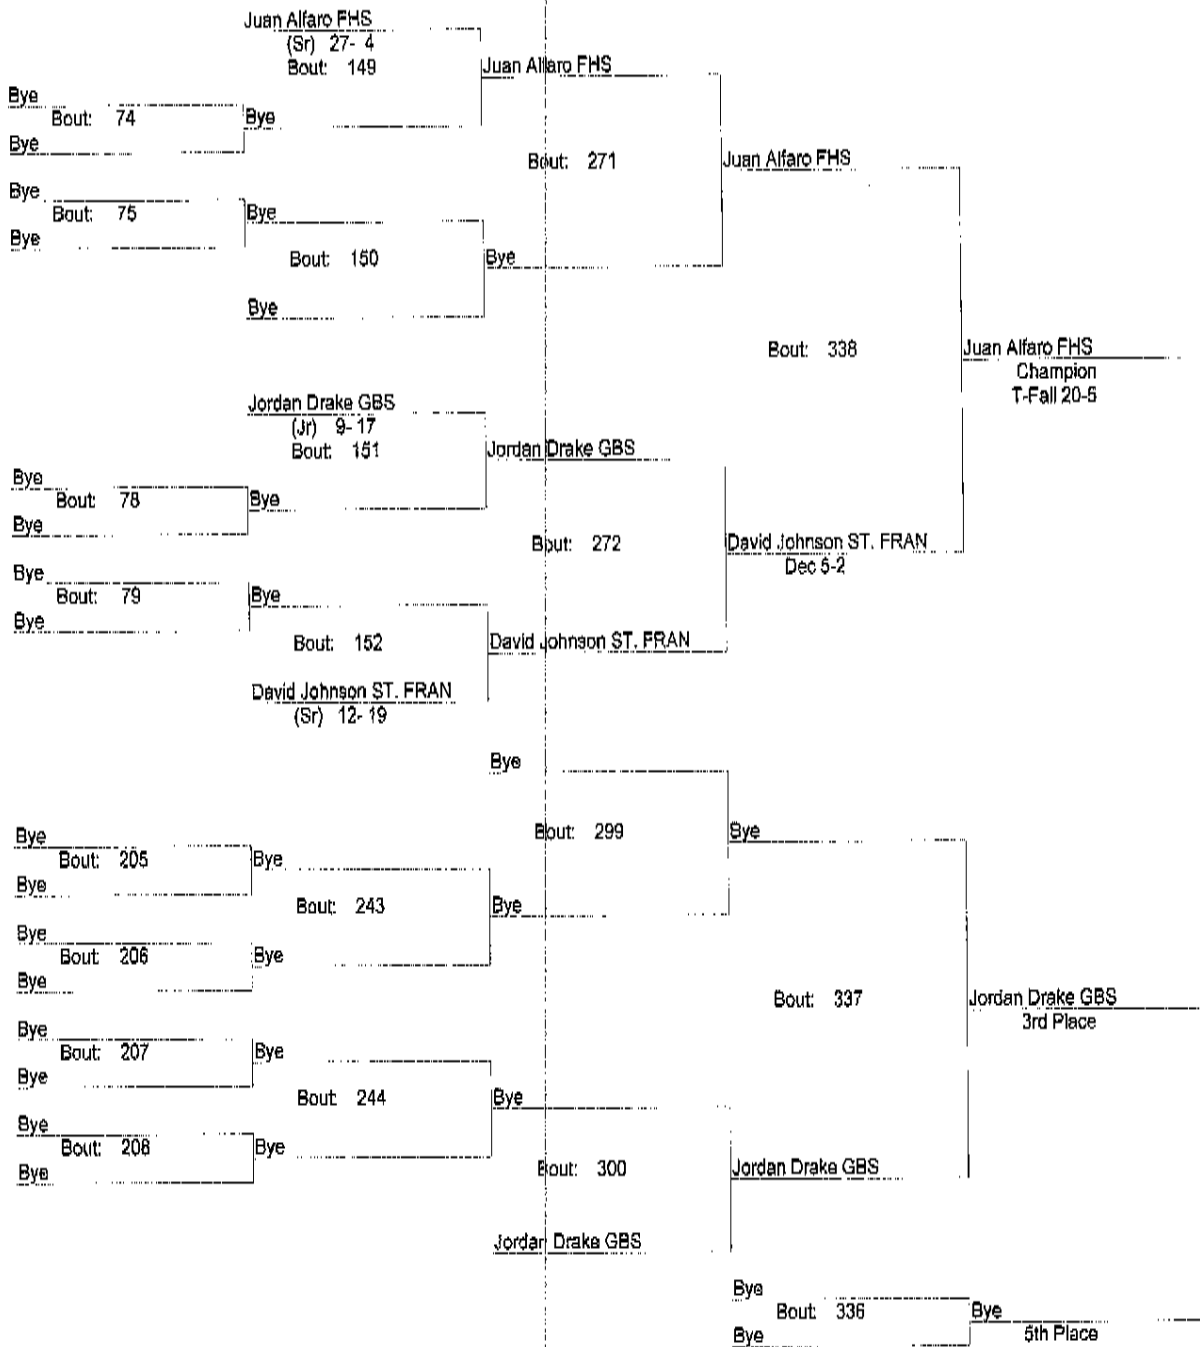 Juan Alfaro FHS
(Sr) 27- 4
Bout: 149
Juan Alfaro FHS
Bye
Bout: 74
Bye
Bye
Bout: 271
Juan Alfaro FHS
Bye
Bout: 75
Bye
Bye
Bout: 150
Bye
Bye
Bout: 338
Juan Alfaro FHS
Champion
T-Fall 20-5
Jordan Drake GBS
(Jr) 9- 17
Bout: 151
Jordan Drake GBS
Bye
Bout: 78
Bye
Bye
Bout: 272
David Johnson ST. FRAN
Dec 5-2
Bye
Bout: 79
Bye
Bye
Bout: 152
David Johnson ST. FRAN
David Johnson ST. FRAN
(Sr) 12- 19
Bye
Bout: 299
Bye
Bye
Bout: 205
Bye
Bye
Bout: 243
Bye
Bye
Bout: 206
Bye
Bye
Bout: 337
Jordan Drake GBS
3rd Place
Bye
Bout: 207
Bye
Bye
Bout: 244
Bye
Bye
Bout: 208
Bye
Bye
Bout: 300
Jordan Drake GBS
Jordan Drake GBS
Bye
Bout: 336
Bye
Bye
5th Place